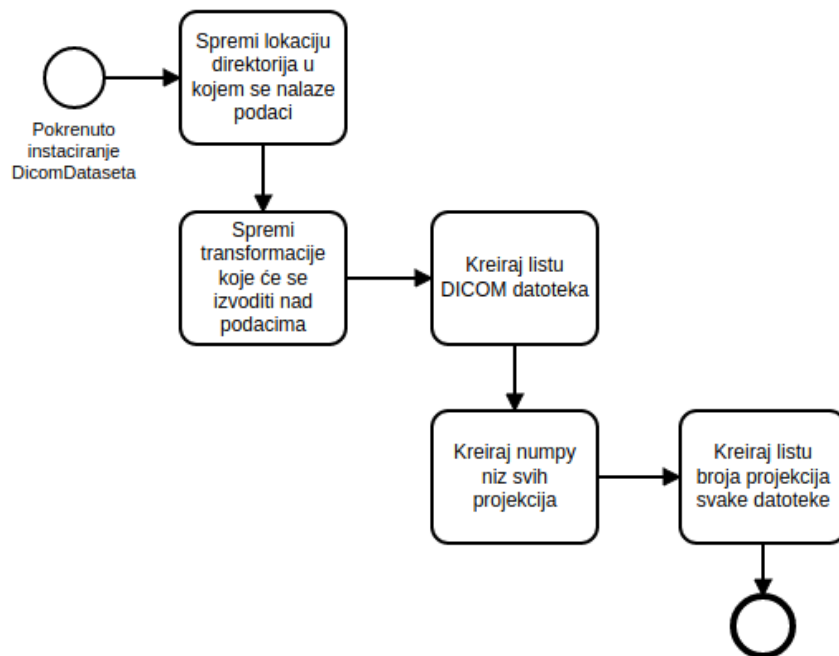 Spremi lokaciju
direktorija u
kojem se nalaze
podaci
Pokrenuto
instaciranje
DicomDataseta
Spremi
transformacije
koje će se
izvoditi nad
podacima
Kreiraj listu
DICOM datoteka
Kreiraj numpy
niz svih
projekcija
Kreiraj listu
broja projekcija
svake datoteke